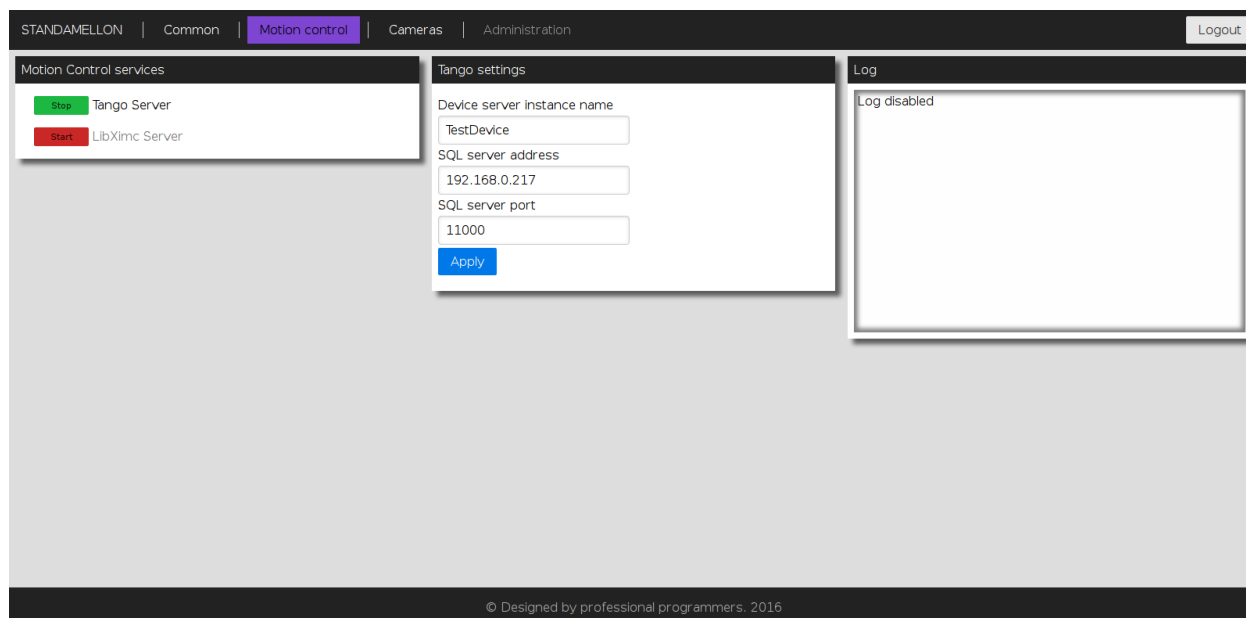 STANDAMELLON | Common | Motion control | Cameras | Administration Logout
Motion Control services
Stop Tango Server
Start LibXimc Server
Tango settings
Device server instance name
TestDevice
SQL server address
192.168.0.217
SQL server port
11000
Apply
Log
Log disabled
© Designed by professional programmers. 2016